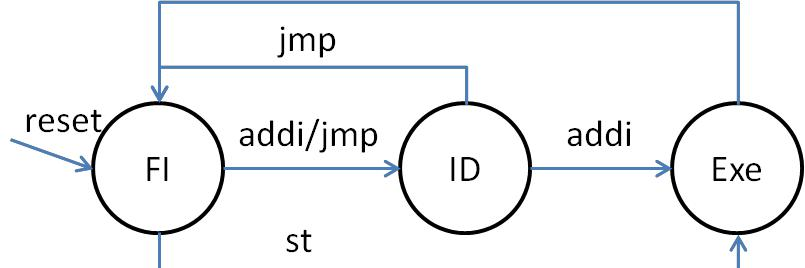 jmp
reset
addi/jmp
addi
FI
ID
Exe
st